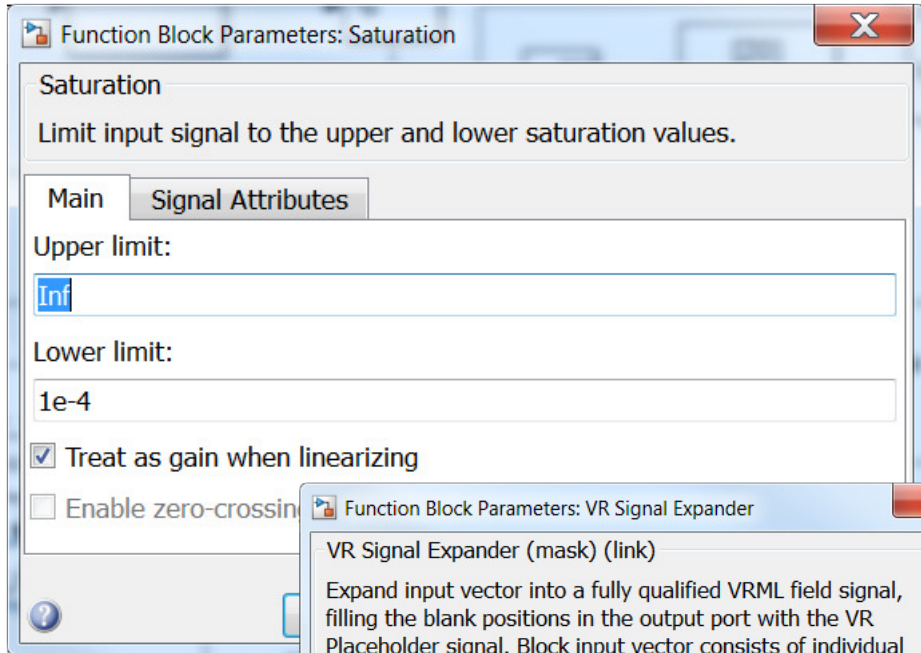 Function Block Parameters: Saturation
Saturation
Limit input signal to the upper and lower saturation values.
Main
Signal Attributes
Upper limit:
Inf
Lower limit:
1e-4
Treat as gain when linearizing
Enable zero-crossing
Function Block Parameters: VR Signal Expander
VR Signal Expander (mask) (link)
Expand input vector into a fully qualified VRML field signal,
filling the blank positions in the output port with the VR
Placeholder signal. Block input vector consists of individual